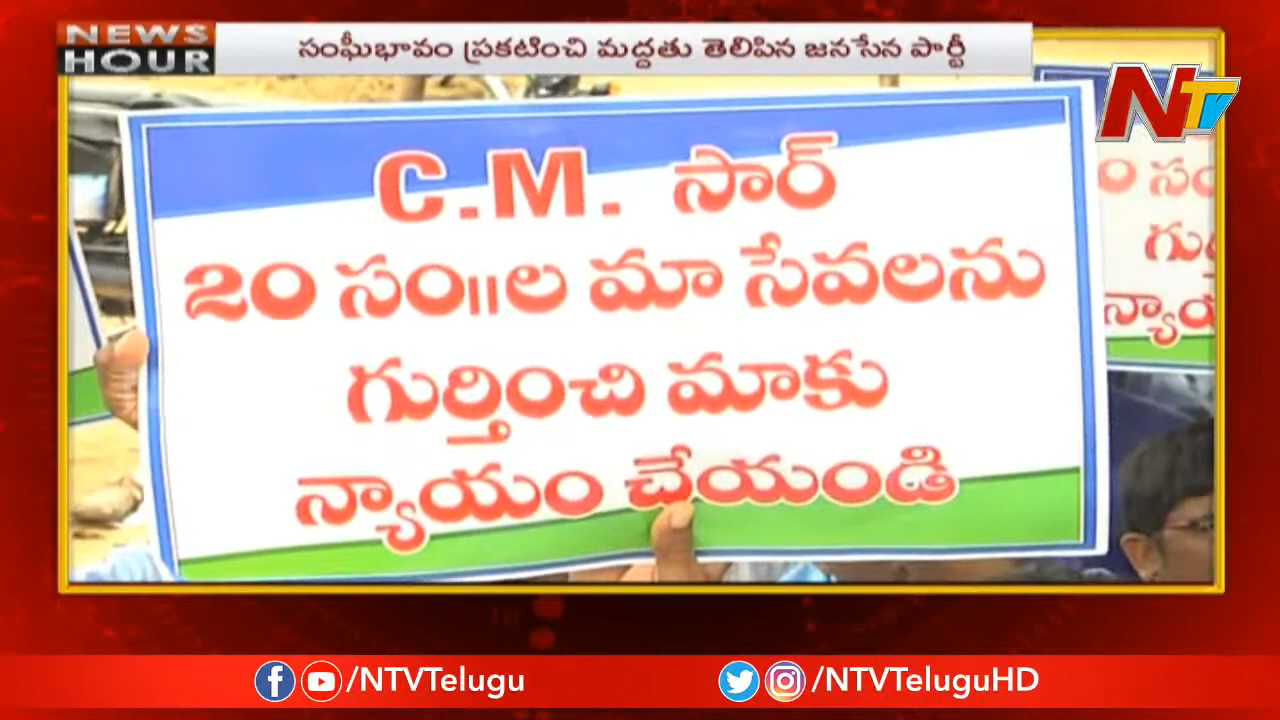 NEWS
HOUR
సంఘీభావం ప్రకటించి మద్దతు తెలిపిన జనసేన పార్టీ
NTV
C.M. సార్
20 సం||ల మా సేవలను
గుర్తించి మాకు
న్యాయం చేయండి
/NTVTelugu
/NTVTeluguHD